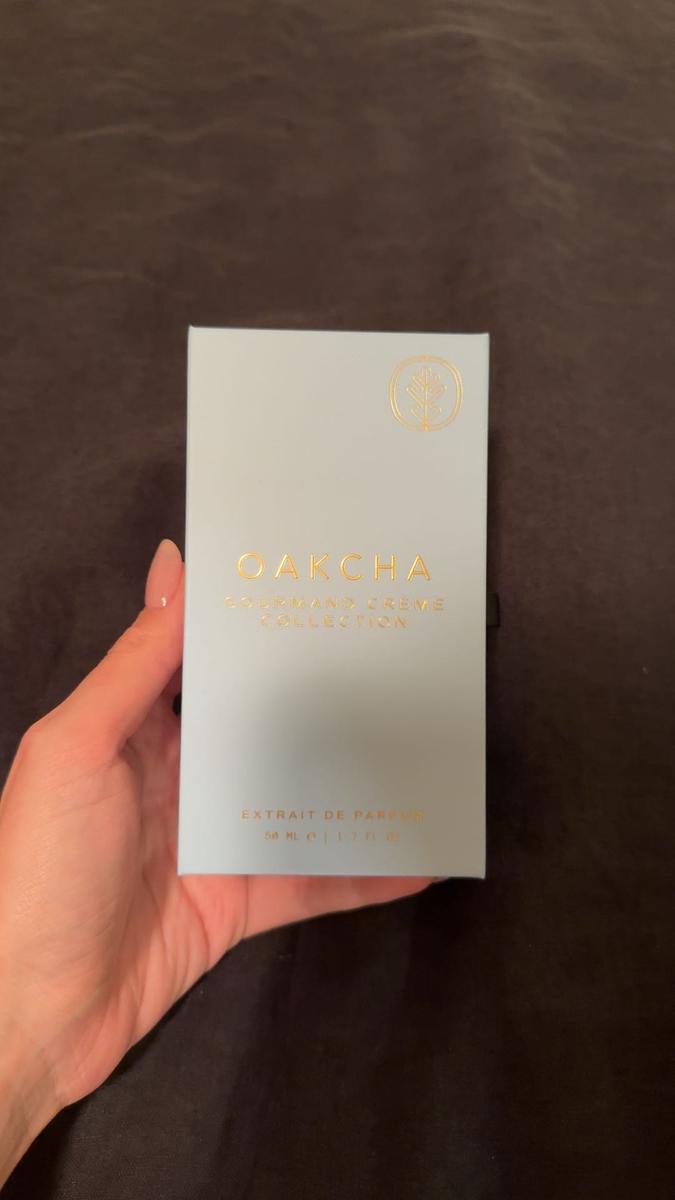 OAKCHA
GOURMAND CREME
COLLECTION
EXTRAIT DE PARFUM
50 ML ℮ | 1.7 FL OZ